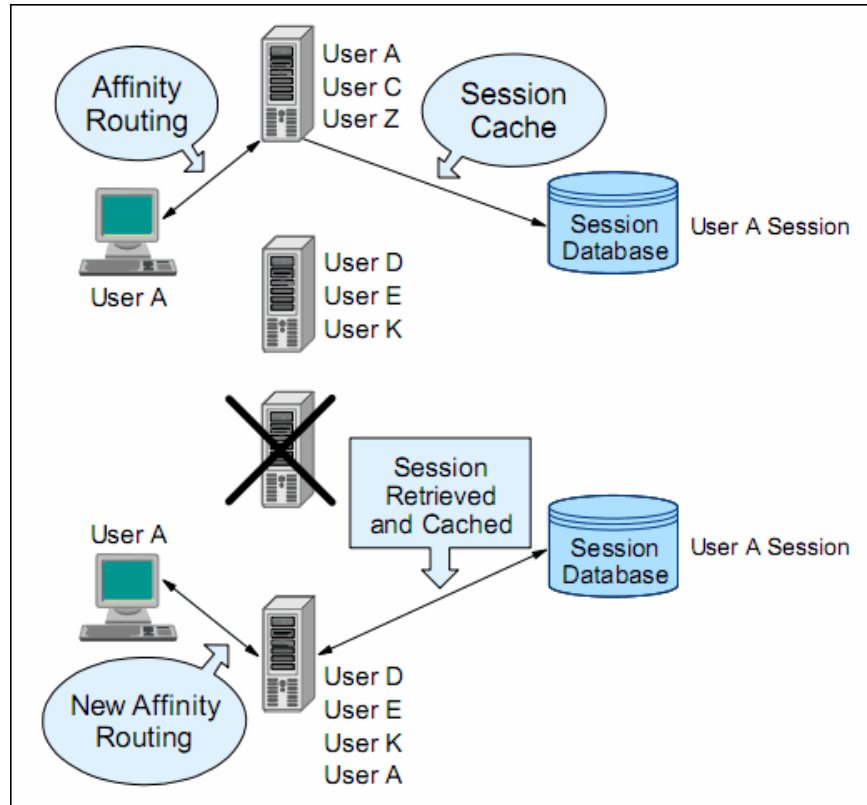 Affinity
Routing
User A
User C
User Z
Session
Cache
User A
Session
Database
User A Session
User D
User E
User K
Session
Retrieved
and Cached
User A
Session
Database
User A Session
New Affinity
Routing
User D
User E
User K
User A